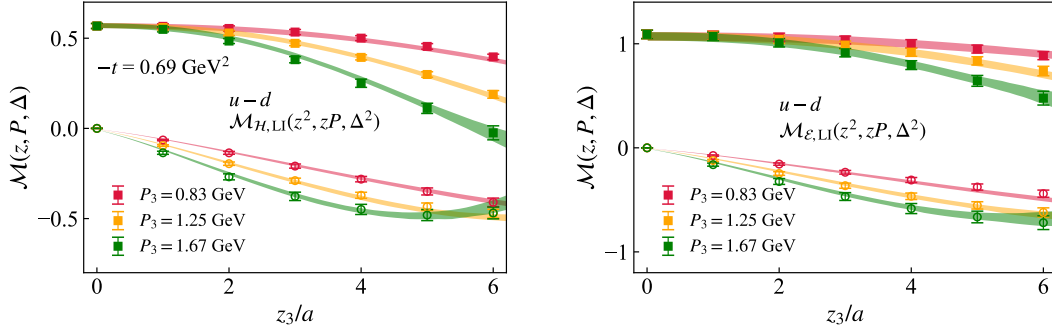 0.5
0.0
−0.5
ℳ(z, P, Δ)
−t = 0.69 GeV²
u − d
ℳ_{ℋ,LI}(z², zP, Δ²)
P₃ = 0.83 GeV
P₃ = 1.25 GeV
P₃ = 1.67 GeV
0 2 4 6
z₃/a
1
0
−1
ℳ(z, P, Δ)
u − d
ℳ_{ℰ,LI}(z², zP, Δ²)
P₃ = 0.83 GeV
P₃ = 1.25 GeV
P₃ = 1.67 GeV
0 2 4 6
z₃/a